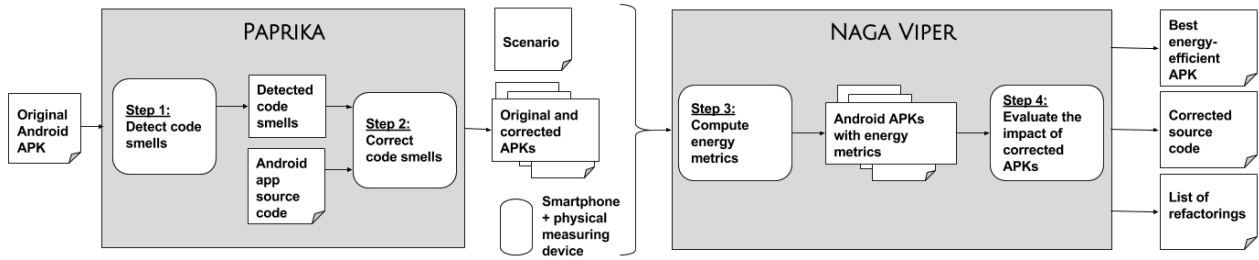 PAPRIKA
Original
Android
APK
Step 1:
Detect code
smells
Detected
code
smells
Android
app
source
code
Step 2:
Correct
code smells
Scenario
Original and
corrected
APKs
Smartphone
+ physical
measuring
device
NAGA VIPER
Step 3:
Compute
energy
metrics
Android APKs
with energy
metrics
Step 4:
Evaluate the
impact of
corrected
APKs
Best
energy-
efficient
APK
Corrected
source
code
List of
refactorings